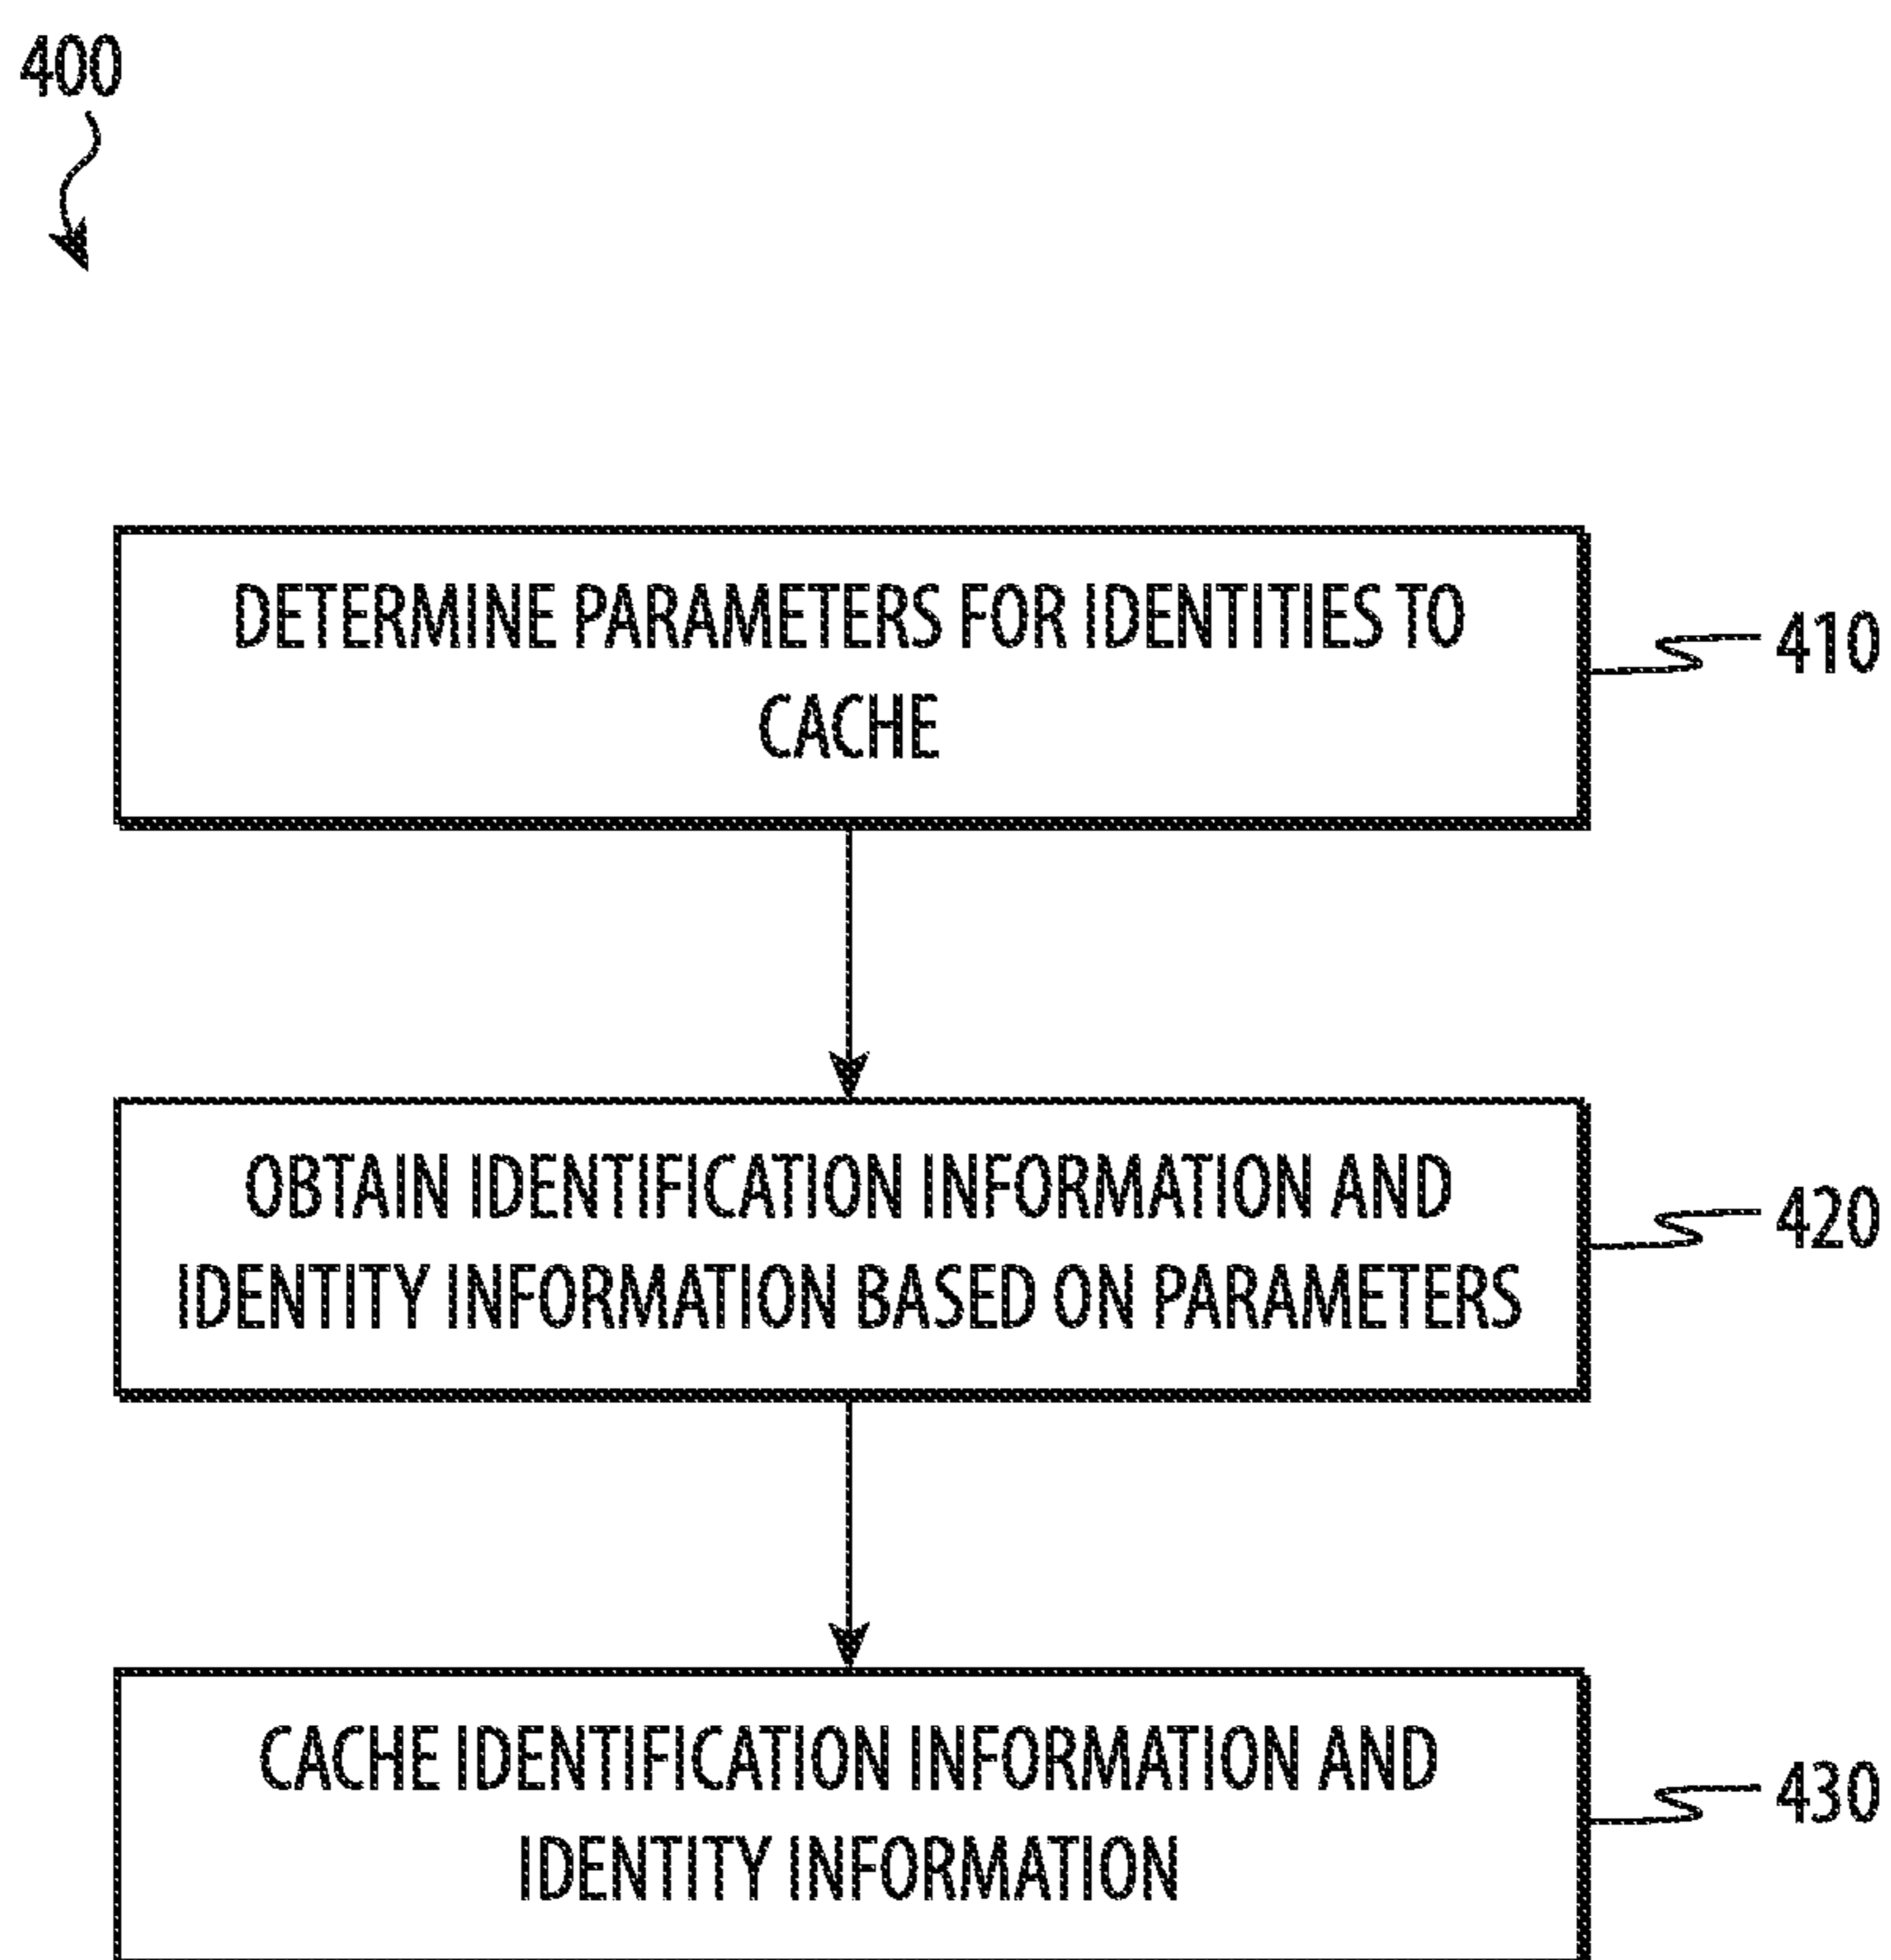 400
DETERMINE PARAMETERS FOR IDENTITIES TO
CACHE
410
OBTAIN IDENTIFICATION INFORMATION AND
IDENTITY INFORMATION BASED ON PARAMETERS
420
CACHE IDENTIFICATION INFORMATION AND
IDENTITY INFORMATION
430